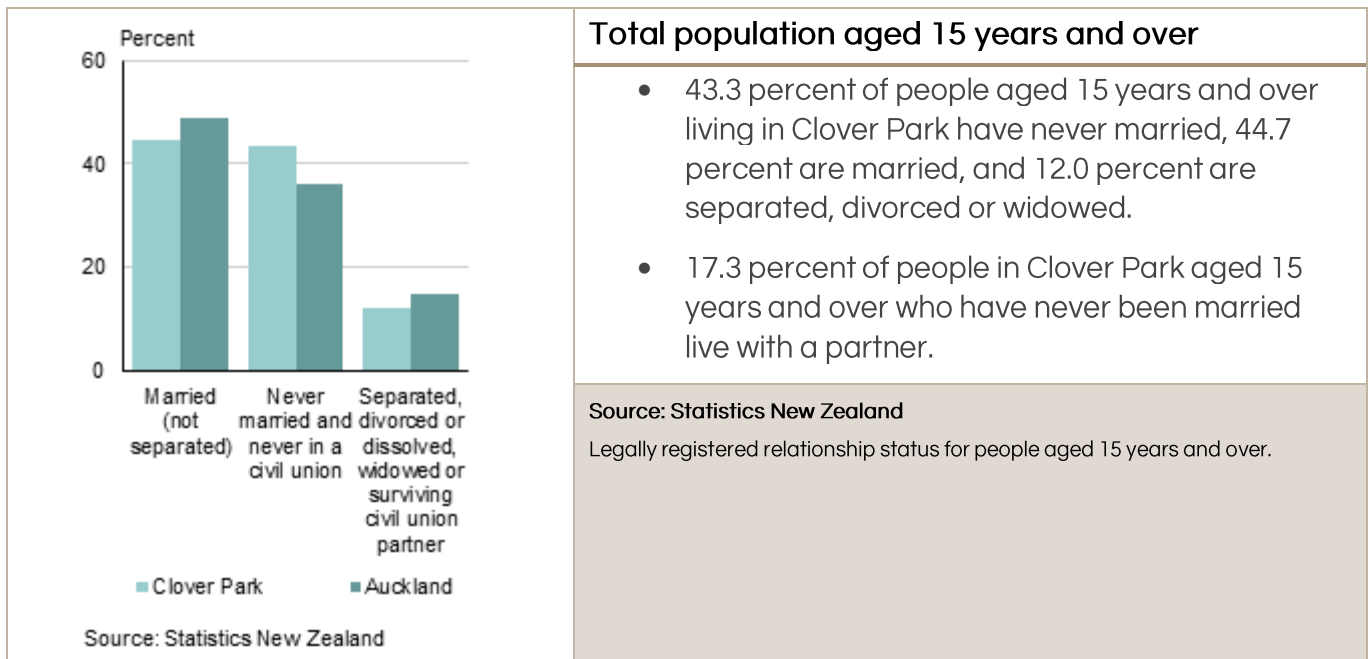 Percent
60
40
20
0
Married
(not
separated)
Never
married and
never in a
civil union
Separated,
divorced or
dissolved,
widowed or
surviving
civil union
partner
Clover Park
Auckland
Source: Statistics New Zealand
Total population aged 15 years and over
• 43.3 percent of people aged 15 years and over
living in Clover Park have never married, 44.7
percent are married, and 12.0 percent are
separated, divorced or widowed.
• 17.3 percent of people in Clover Park aged 15
years and over who have never been married
live with a partner.
Source: Statistics New Zealand
Legally registered relationship status for people aged 15 years and over.